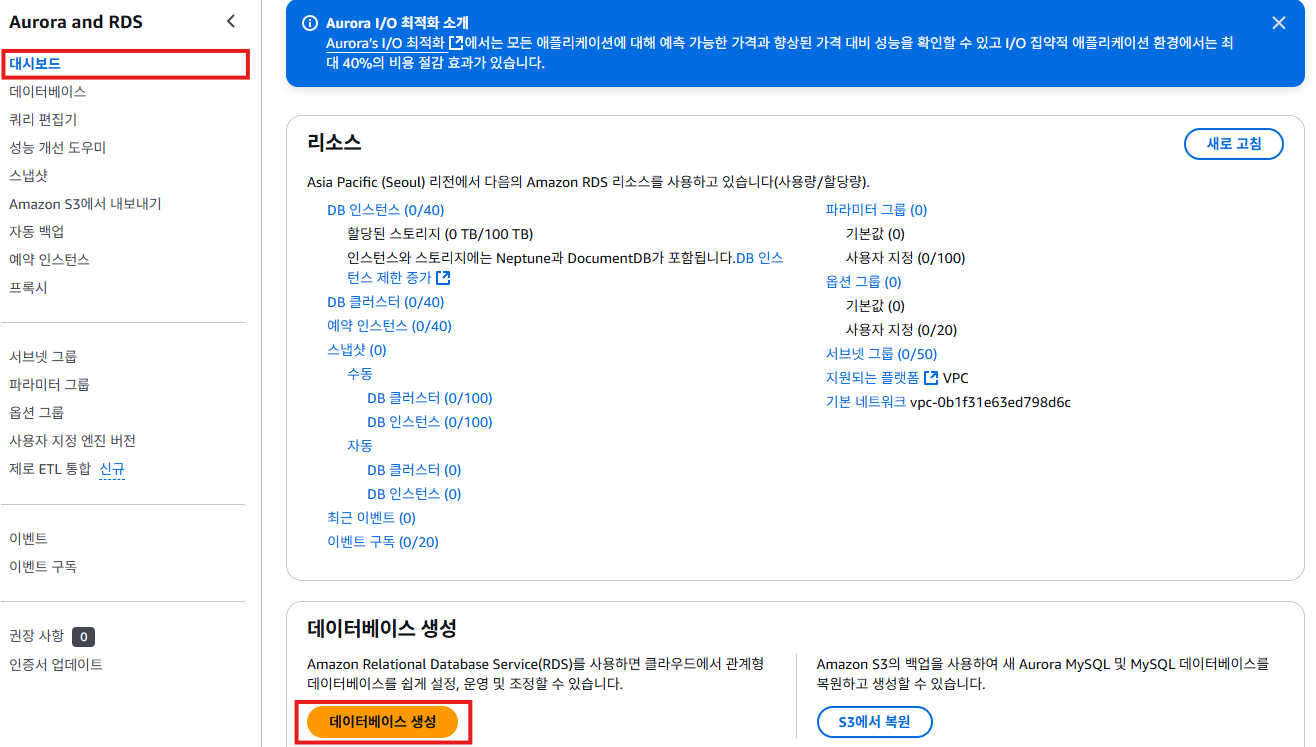 Aurora and RDS
대시보드
데이터베이스
쿼리 편집기
성능 개선 도우미
스냅샷
Amazon S3에서 내보내기
자동 백업
예약 인스턴스
프록시
서브넷 그룹
파라미터 그룹
옵션 그룹
사용자 지정 엔진 버전
제로 ETL 통합 신규
이벤트
이벤트 구독
권장 사항 0
인증서 업데이트
Aurora I/O 최적화 소개
Aurora's I/O 최적화에서는 모든 애플리케이션에 대해 예측 가능한 가격과 향상된 가격 대비 성능을 확인할 수 있고 I/O 집약적 애플리케이션 환경에서는 최
대 40%의 비용 절감 효과가 있습니다.
리소스
새로 고침
Asia Pacific (Seoul) 리전에서 다음의 Amazon RDS 리소스를 사용하고 있습니다(사용량/할당량).
DB 인스턴스 (0/40)
할당된 스토리지 (0 TB/100 TB)
인스턴스와 스토리지에는 Neptune과 DocumentDB가 포함됩니다.DB 인스
턴스 제한 증가
DB 클러스터 (0/40)
예약 인스턴스 (0/40)
스냅샷 (0)
수동
DB 클러스터 (0/100)
DB 인스턴스 (0/100)
자동
DB 클러스터 (0)
DB 인스턴스 (0)
최근 이벤트 (0)
이벤트 구독 (0/20)
파라미터 그룹 (0)
기본값 (0)
사용자 지정 (0/100)
옵션 그룹 (0)
기본값 (0)
사용자 지정 (0/20)
서브넷 그룹 (0/50)
지원되는 플랫폼 VPC
기본 네트워크 vpc-0b1f31e63ed798d6c
데이터베이스 생성
Amazon Relational Database Service(RDS)를 사용하면 클라우드에서 관계형
데이터베이스를 쉽게 설정, 운영 및 조정할 수 있습니다.
데이터베이스 생성
Amazon S3의 백업을 사용하여 새 Aurora MySQL 및 MySQL 데이터베이스를
복원하고 생성할 수 있습니다.
S3에서 복원